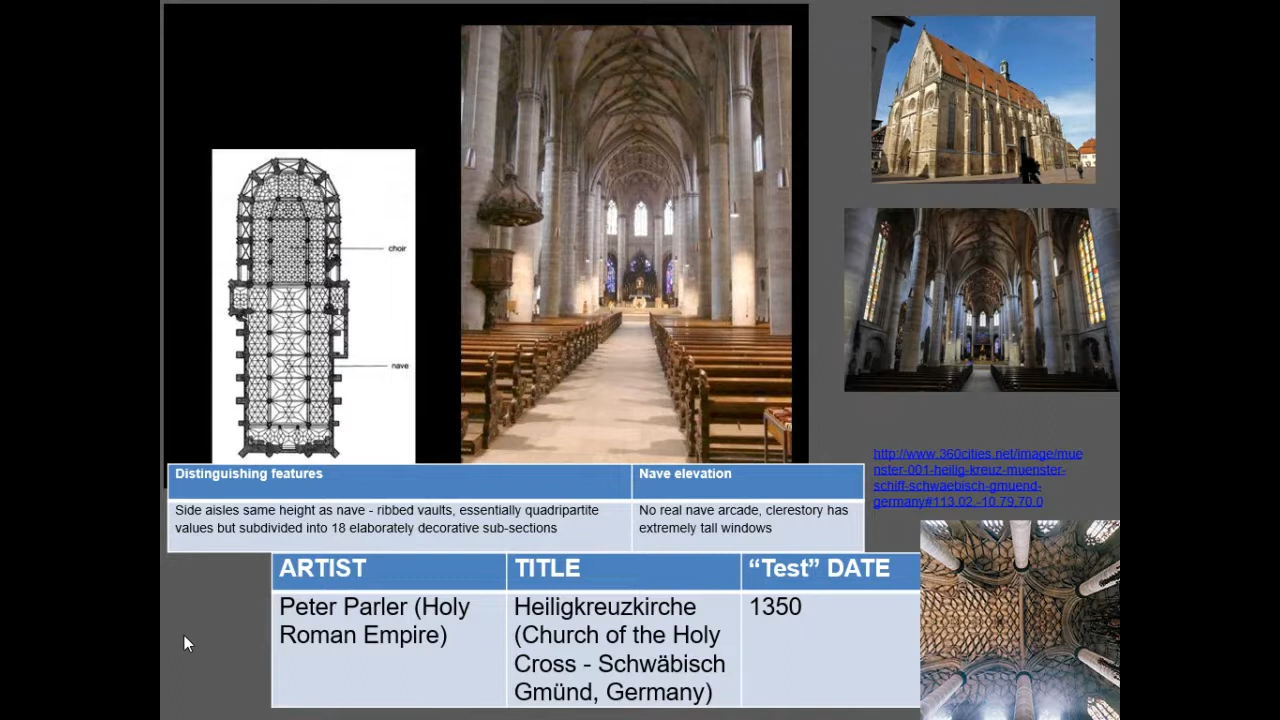 choir
nave
Distinguishing features
Nave elevation
Side aisles same height as nave - ribbed vaults, essentially quadripartite
values but subdivided into 18 elaborately decorative sub-sections
No real nave arcade, clerestory has
extremely tall windows
http://www.360cities.net/image/mue
nster-001-heilig-kreuz-muenster-
schiff-schwaebisch-gmuend-
germany#113.02,-10.79,70.0
ARTIST
TITLE
“Test” DATE
Peter Parler (Holy
Roman Empire)
Heiligkreuzkirche
(Church of the Holy
Cross - Schwäbisch
Gmünd, Germany)
1350